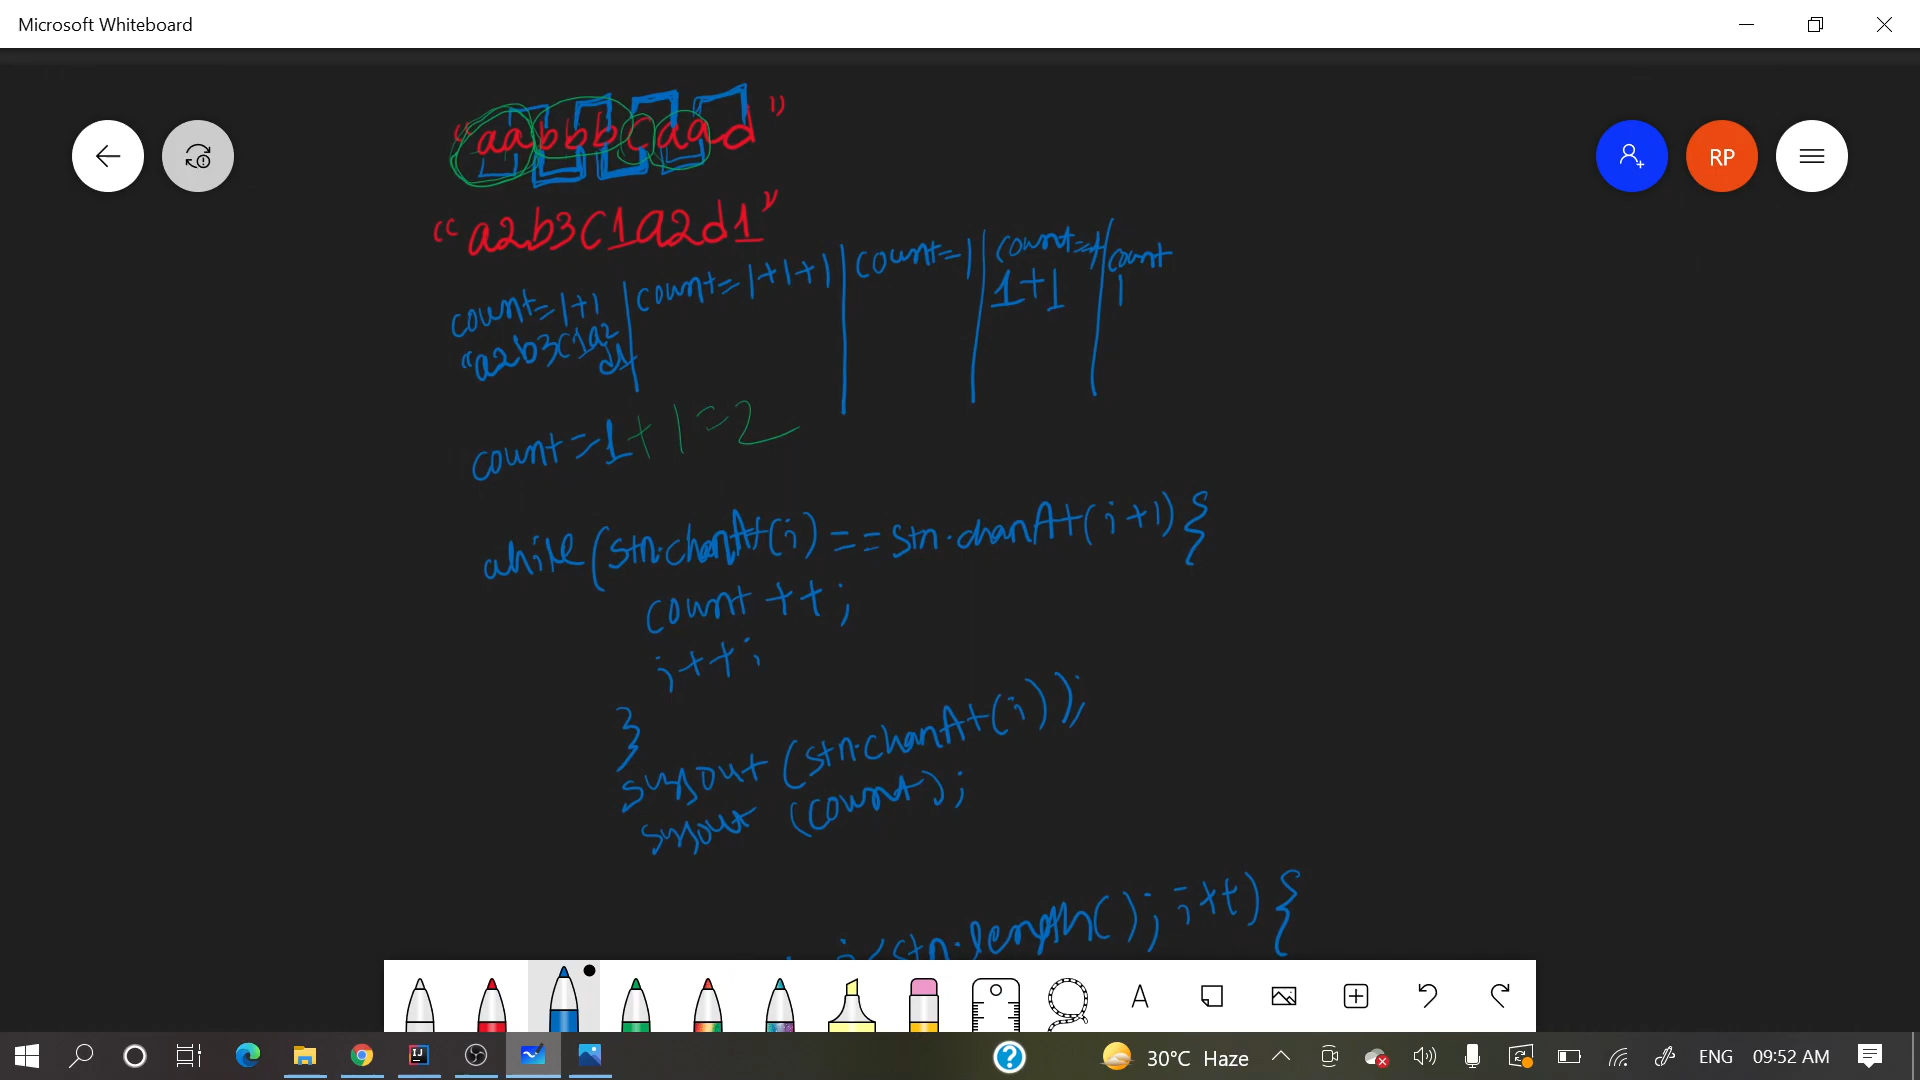 Microsoft Whiteboard
"aabbbcaad"
RP
"a2b3c1a2d1"
count=1+1 | count=1+1+1 | count=1 | count=1 | count
1+1 1
"a2b3c1a2
d1
count=1+1=2
while(str.charAt(i)==str.charAt(i+1){
count++;
i++;
}
sysout (str.charAt(i));
sysout (count);
i<str.length(); i++){
A
30°C Haze
ENG
09:52 AM